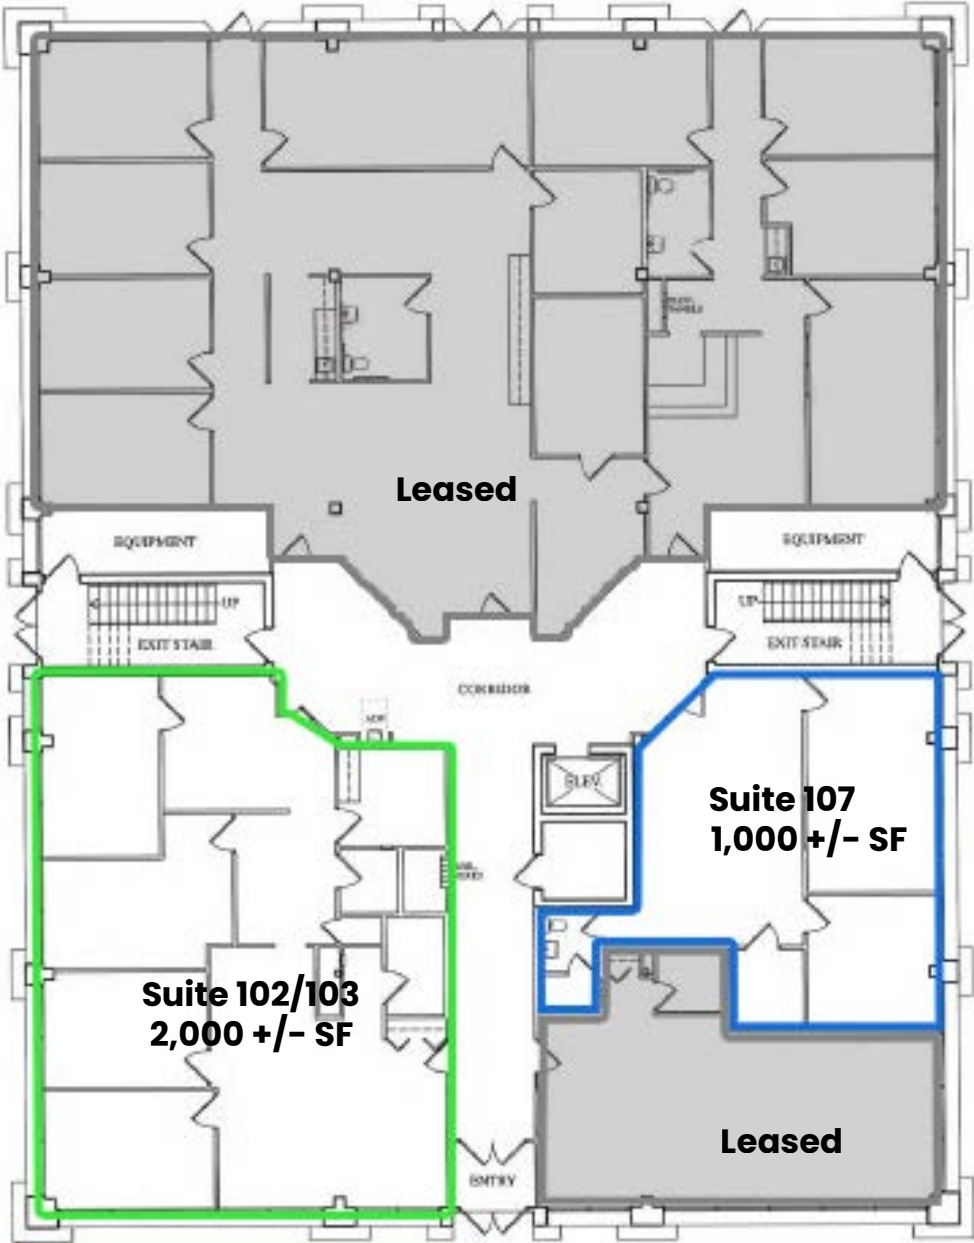 Leased
EQUIPMENT
EQUIPMENT
UP
UP
EXIT STAIR
EXIT STAIR
CORRIDOR
ELEV.
Suite 107
1,000 +/- SF
Suite 102/103
2,000 +/- SF
Leased
ENTRY